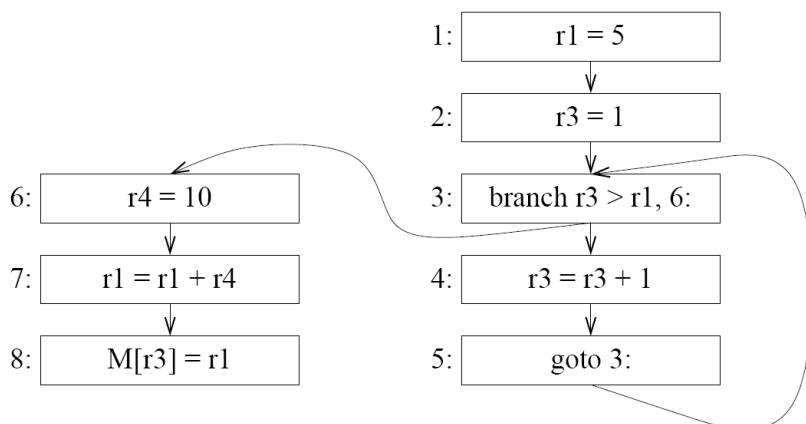 1: r1 = 5
2: r3 = 1
3: branch r3 > r1, 6:
4: r3 = r3 + 1
5: goto 3:
6: r4 = 10
7: r1 = r1 + r4
8: M[r3] = r1